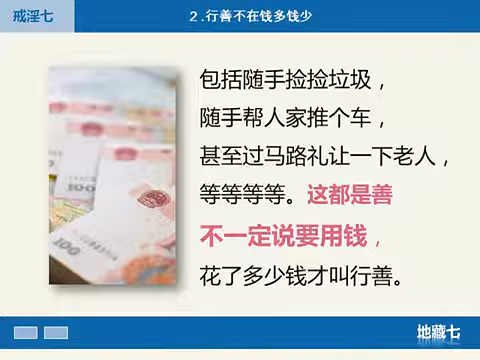 戒淫七
2.行善不在钱多钱少
包括随手捡捡垃圾，
随手帮人家推个车，
甚至过马路礼让一下老人，
等等等等。这都是善
不一定说要用钱，
花了多少钱才叫行善。
100
100
地藏七